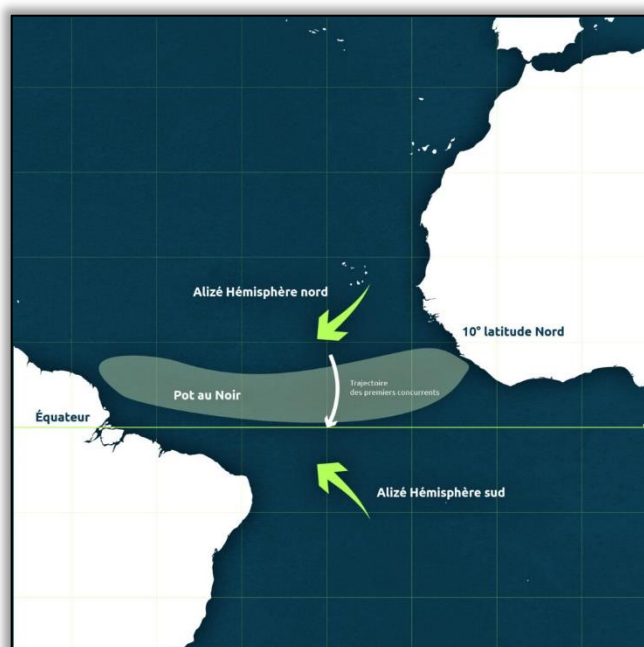 Alizé Hémisphère nord
10° latitude Nord
Trajectoire
des premiers concurrents
Pot au Noir
Équateur
Alizé Hémisphère sud